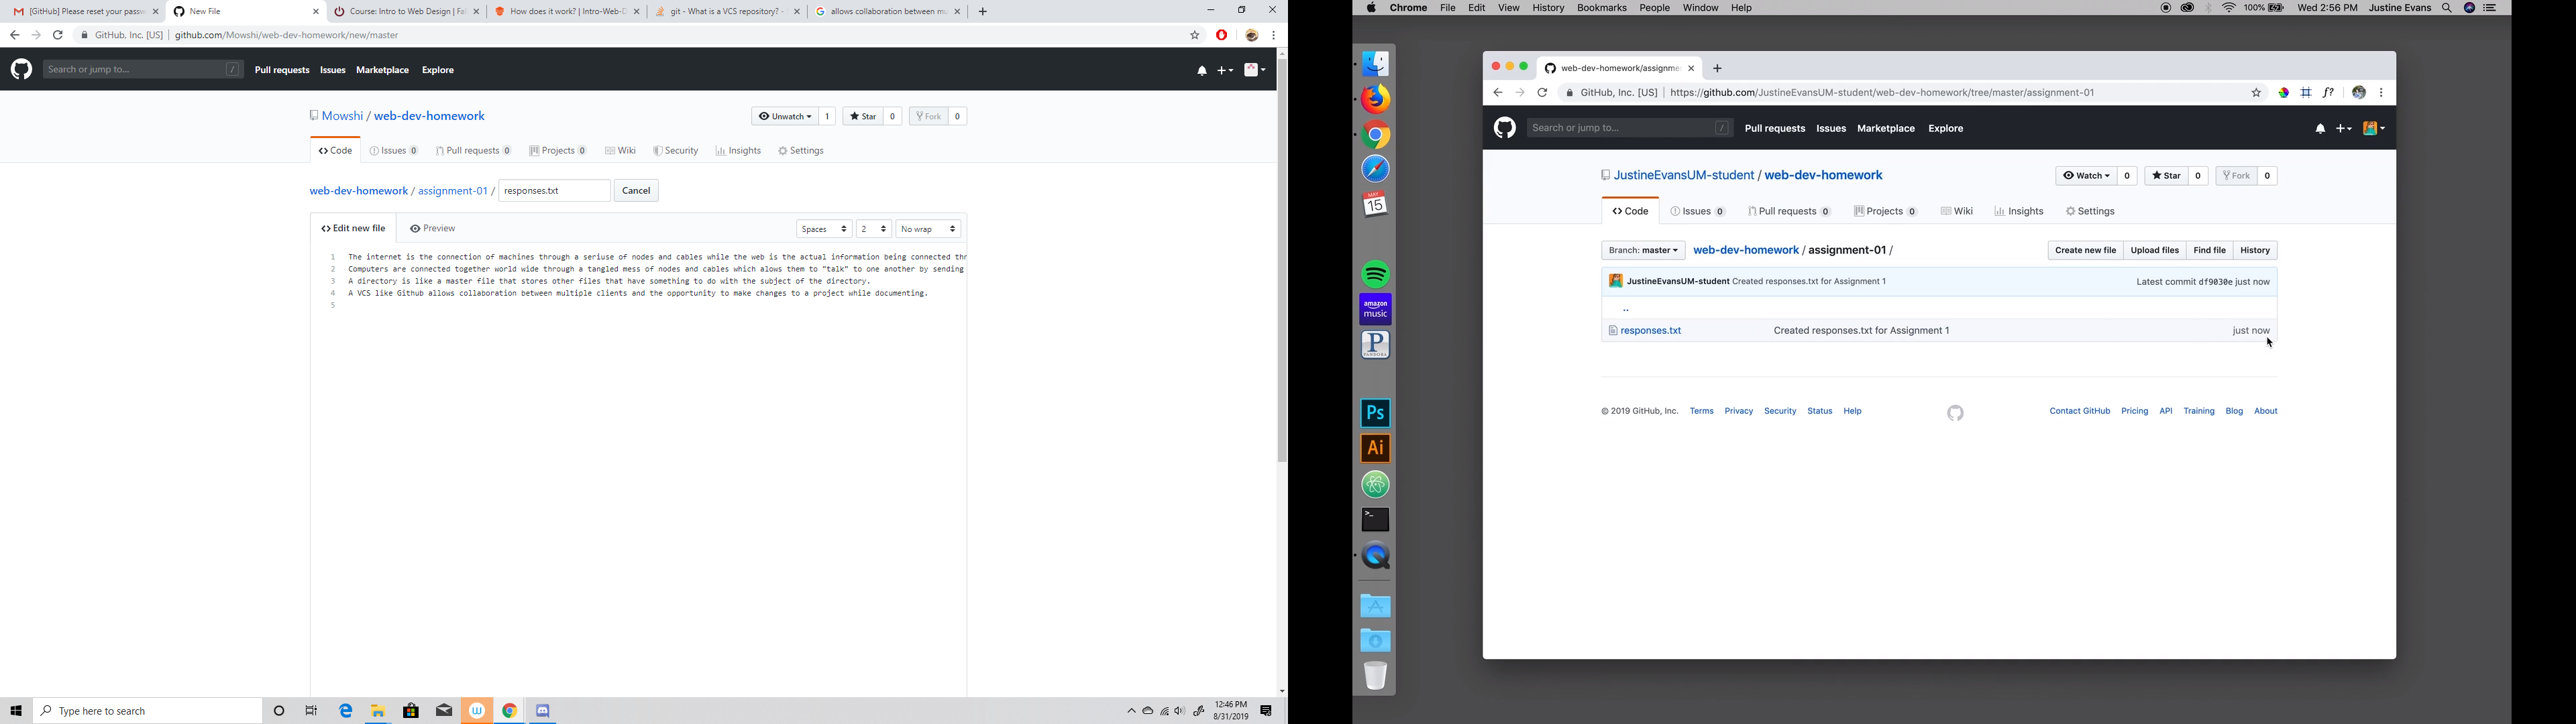 [GitHub] Please reset your passw
New File
Course: Intro to Web Design | Fa
How does it work? | Intro-Web-D
git - What is a VCS repository? -
allows collaboration between mu
GitHub, Inc. [US] | github.com/Mowshi/web-dev-homework/new/master
Search or jump to... /
Pull requests Issues Marketplace Explore
Mowshi / web-dev-homework
Unwatch 1 Star 0 Fork 0
Code Issues 0 Pull requests 0 Projects 0 Wiki Security Insights Settings
web-dev-homework / assignment-01 / responses.txt Cancel
Edit new file Preview Spaces 2 No wrap
1 The internet is the connection of machines through a seriuse of nodes and cables while the web is the actual information being connected thr
2 Computers are connected together world wide through a tangled mess of nodes and cables which alows them to "talk" to one another by sending
3 A directory is like a master file that stores other files that have something to do with the subject of the directory.
4 A VCS like Github allows collaboration between multiple clients and the opportunity to make changes to a project while documenting.
5
Type here to search
12:46 PM
8/31/2019
Chrome File Edit View History Bookmarks People Window Help
100% Wed 2:56 PM Justine Evans
web-dev-homework/assignme
GitHub, Inc. [US] | https://github.com/JustineEvansUM-student/web-dev-homework/tree/master/assignment-01
f?
Search or jump to... /
Pull requests Issues Marketplace Explore
JustineEvansUM-student / web-dev-homework
Watch 0 Star 0 Fork 0
Code Issues 0 Pull requests 0 Projects 0 Wiki Insights Settings
Branch: master web-dev-homework / assignment-01 /
Create new file Upload files Find file History
JustineEvansUM-student Created responses.txt for Assignment 1
Latest commit df9030e just now
..
responses.txt Created responses.txt for Assignment 1 just now
© 2019 GitHub, Inc. Terms Privacy Security Status Help
Contact GitHub Pricing API Training Blog About
MAY
15
amazon
music
P
PANDORA
Ps
Ai
>_